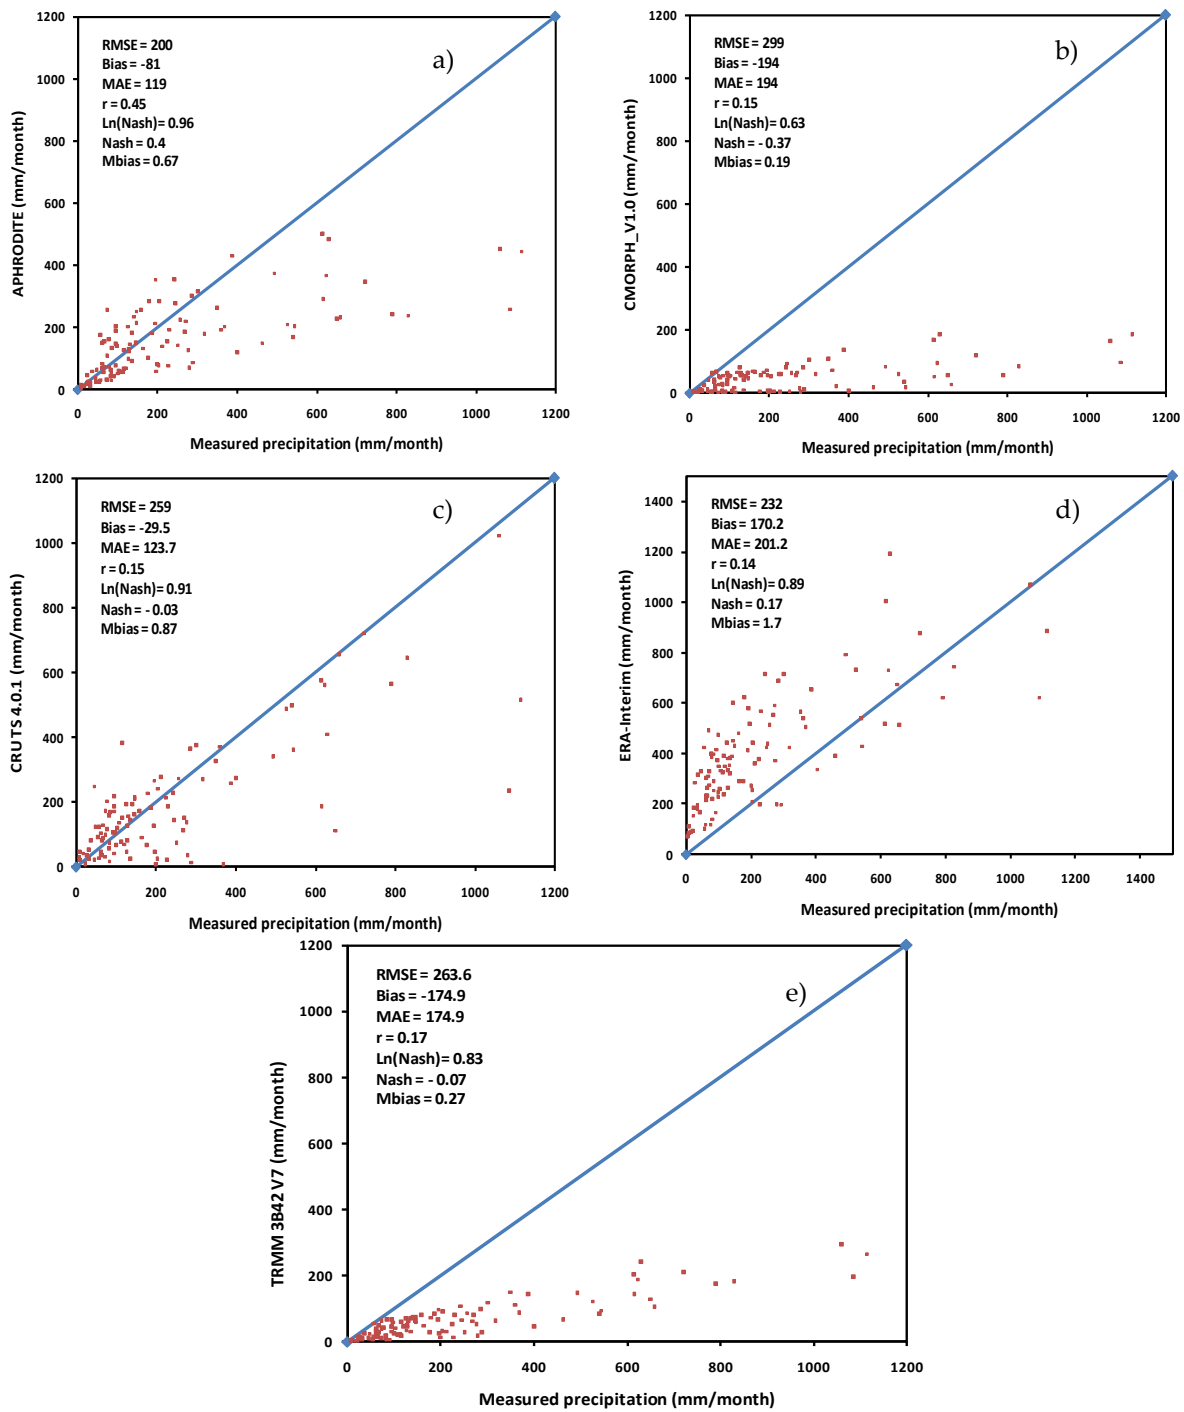 RMSE = 200
Bias = -81
MAE = 119
r = 0.45
Ln(Nash)= 0.96
Nash = 0.4
Mbias = 0.67
a)
APHRODITE (mm/month)
1200
1000
800
600
400
200
0
0 200 400 600 800 1000 1200
Measured precipitation (mm/month)
RMSE = 299
Bias = -194
MAE = 194
r = 0.15
Ln(Nash)= 0.63
Nash = - 0.37
Mbias = 0.19
b)
CMORPH_V1.0 (mm/month)
1200
1000
800
600
400
200
0
0 200 400 600 800 1000 1200
Measured precipitation (mm/month)
RMSE = 259
Bias = -29.5
MAE = 123.7
r = 0.15
Ln(Nash)= 0.91
Nash = - 0.03
Mbias = 0.87
c)
CRU TS 4.0.1 (mm/month)
1200
1000
800
600
400
200
0
0 200 400 600 800 1000 1200
Measured precipitation (mm/month)
RMSE = 232
Bias = 170.2
MAE = 201.2
r = 0.14
Ln(Nash)= 0.89
Nash = 0.17
Mbias = 1.7
d)
ERA-Interim (mm/month)
1400
1200
1000
800
600
400
200
0
0 200 400 600 800 1000 1200 1400
Measured precipitation (mm/month)
RMSE = 263.6
Bias = -174.9
MAE = 174.9
r = 0.17
Ln(Nash)= 0.83
Nash = - 0.07
Mbias = 0.27
e)
TRMM 3B42 V7 (mm/month)
1200
1000
800
600
400
200
0
0 200 400 600 800 1000 1200
Measured precipitation (mm/month)